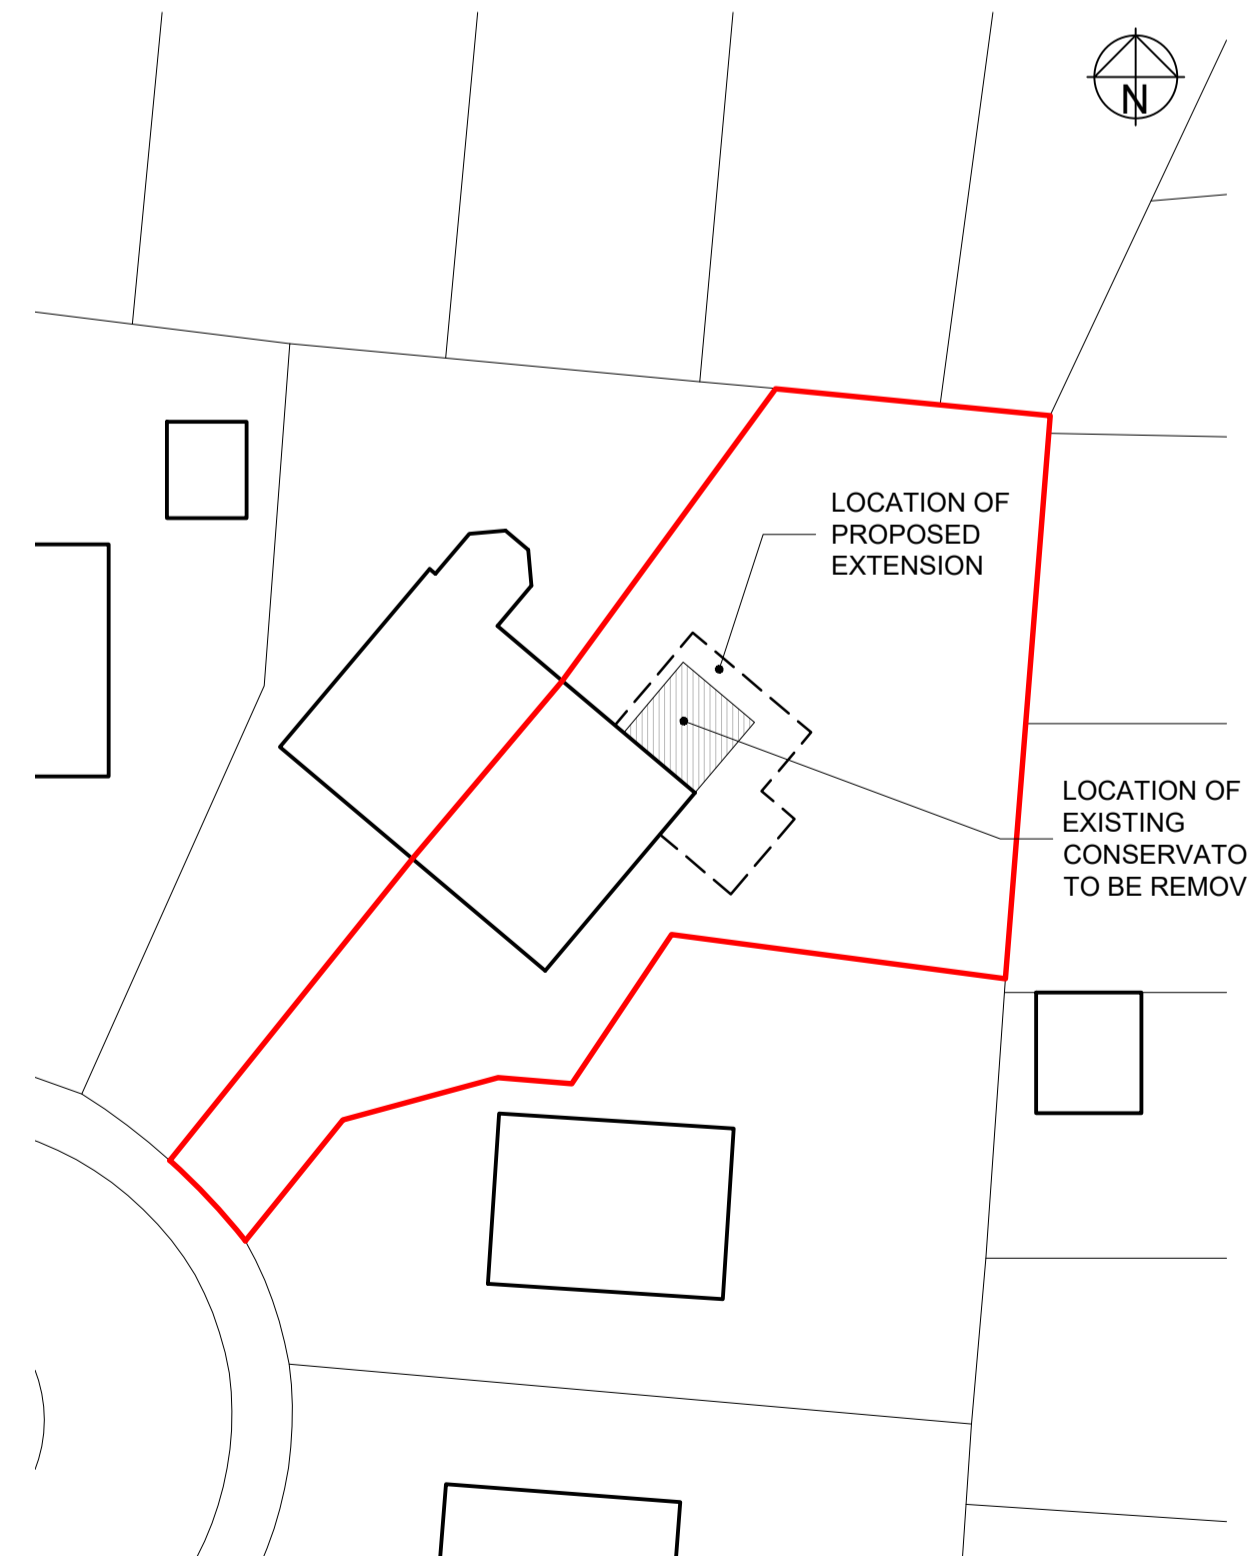 N
LOCATION OF
PROPOSED
EXTENSION
LOCATION OF
EXISTING
CONSERVATO
TO BE REMOV